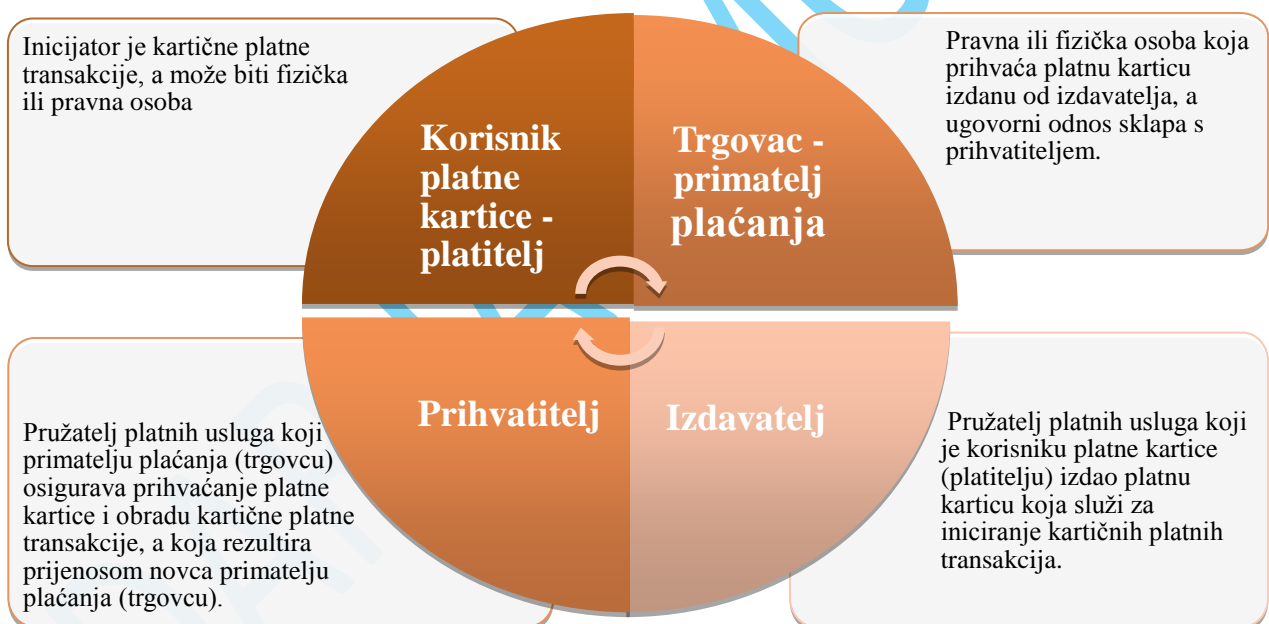 Inicijator je kartične platne
transakcije, a može biti fizička
ili pravna osoba
Korisnik
platne
kartice -
platitelj
Trgovac -
primatelj
plaćanja
Pravna ili fizička osoba koja
prihvaća platnu karticu
izdanu od izdavatelja, a
ugovorni odnos sklapa s
prihvatiteljem.
Pružatelj platnih usluga koji
primatelju plaćanja (trgovcu)
osigurava prihvaćanje platne
kartice i obradu kartične platne
transakcije, a koja rezultira
prijenosom novca primatelju
plaćanja (trgovcu).
Prihvatitelj
Izdavatelj
Pružatelj platnih usluga koji
je korisniku platne kartice
(platitelju) izdao platnu
karticu koja služi za
iniciranje kartičnih platnih
transakcija.